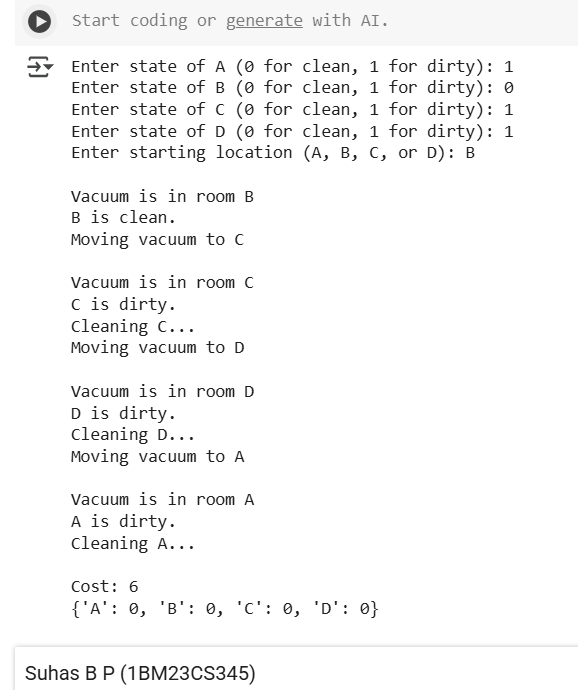 Start coding or generate with AI.
Enter state of A (0 for clean, 1 for dirty): 1
Enter state of B (0 for clean, 1 for dirty): 0
Enter state of C (0 for clean, 1 for dirty): 1
Enter state of D (0 for clean, 1 for dirty): 1
Enter starting location (A, B, C, or D): B
Vacuum is in room B
B is clean.
Moving vacuum to C
Vacuum is in room C
C is dirty.
Cleaning C...
Moving vacuum to D
Vacuum is in room D
D is dirty.
Cleaning D...
Moving vacuum to A
Vacuum is in room A
A is dirty.
Cleaning A...
Cost: 6
{'A': 0, 'B': 0, 'C': 0, 'D': 0}
Suhas B P (1BM23CS345)